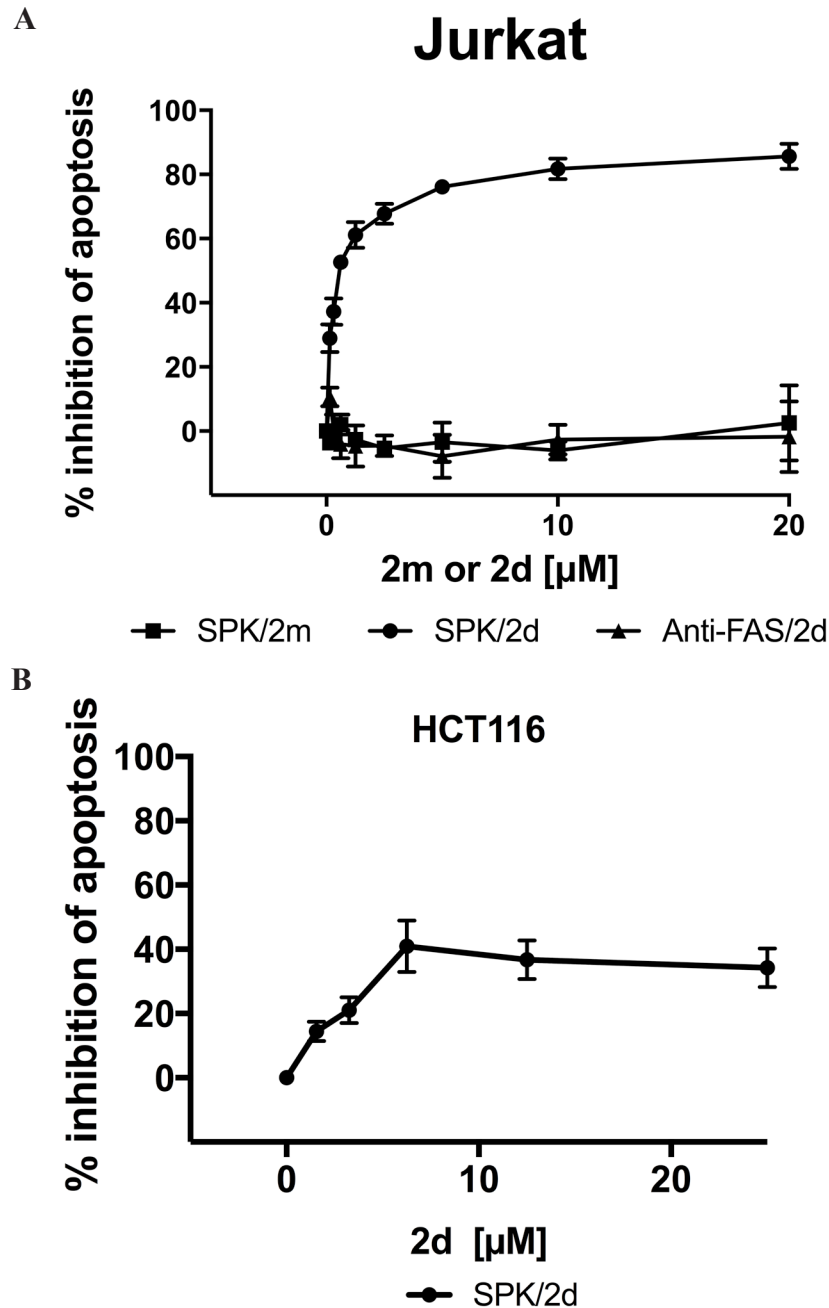 A
Jurkat
% inhibition of apoptosis
100
80
60
40
20
0
0 10 20
2m or 2d [µM]
SPK/2m SPK/2d Anti-FAS/2d
B
HCT116
% inhibition of apoptosis
100
80
60
40
20
0
0 10 20
2d [µM]
SPK/2d